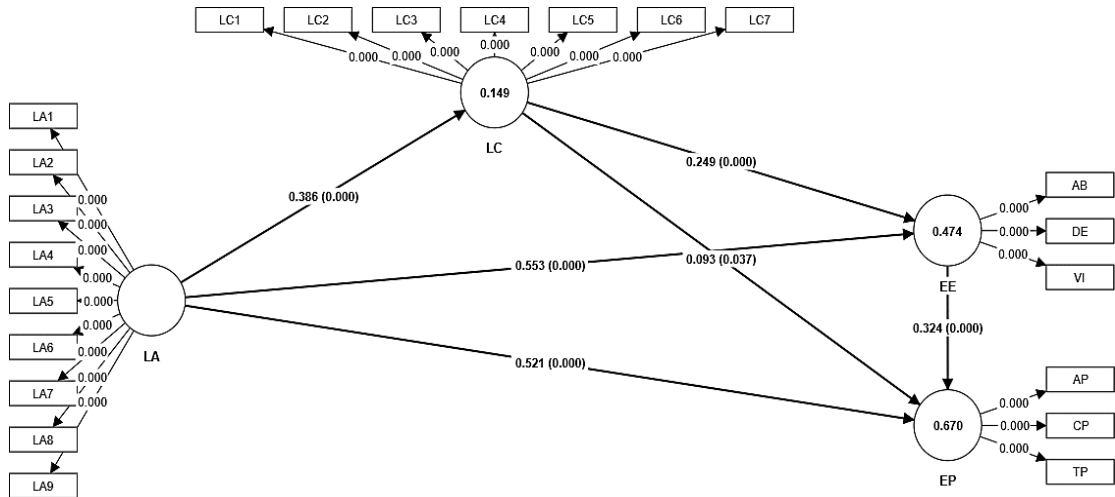 LC1
LC2
LC3
LC4
LC5
LC6
LC7
0.000
0.000
0.000
0.000
0.000
0.000
0.000
0.149
LC
LA1
LA2
LA3
LA4
LA5
LA6
LA7
LA8
LA9
0.000
0.000
0.000
0.000
0.000
0.000
0.000
0.000
0.000
LA
0.386 (0.000)
0.249 (0.000)
0.553 (0.000)
0.093 (0.037)
0.521 (0.000)
0.474
EE
0.000
0.000
0.000
AB
DE
VI
0.324 (0.000)
0.670
EP
0.000
0.000
0.000
AP
CP
TP